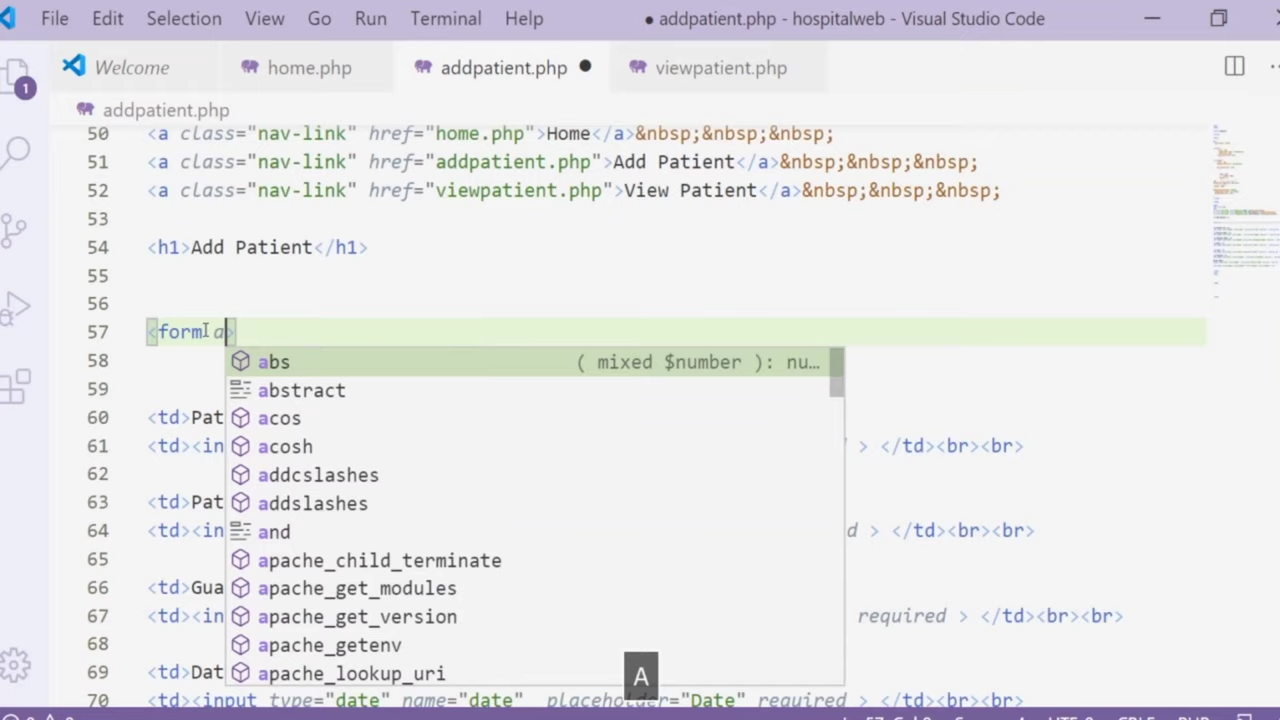 File Edit Selection View Go Run Terminal Help ● addpatient.php - hospitalweb - Visual Studio Code
1
Welcome home.php addpatient.php ● viewpatient.php
addpatient.php
50 <a class="nav-link" href="home.php">Home</a>&nbsp;&nbsp;&nbsp;
51 <a class="nav-link" href="addpatient.php">Add Patient</a>&nbsp;&nbsp;&nbs;
52 <a class="nav-link" href="viewpatient.php">View Patient</a>&nbsp;&nbsp;&nbsp;
53
54 <h1>Add Patient</h1>
55
56
57 <form a>
58 abs ( mixed $number ): nu…
59 abstract
60 <td>Pat acos
61 <td><in acosh > </td><br><br>
62 addcslashes
63 <td>Pat addslashes
64 <td><in and d > </td><br><br>
65 apache_child_terminate
66 <td>Gua apache_get_modules
67 <td><in apache_get_version required > </td><br><br>
68 apache_getenv
69 <td>Dat apache_lookup_uri
A
70 <td><input type="date" name="date" placeholder="Date" required > </td><br><br>